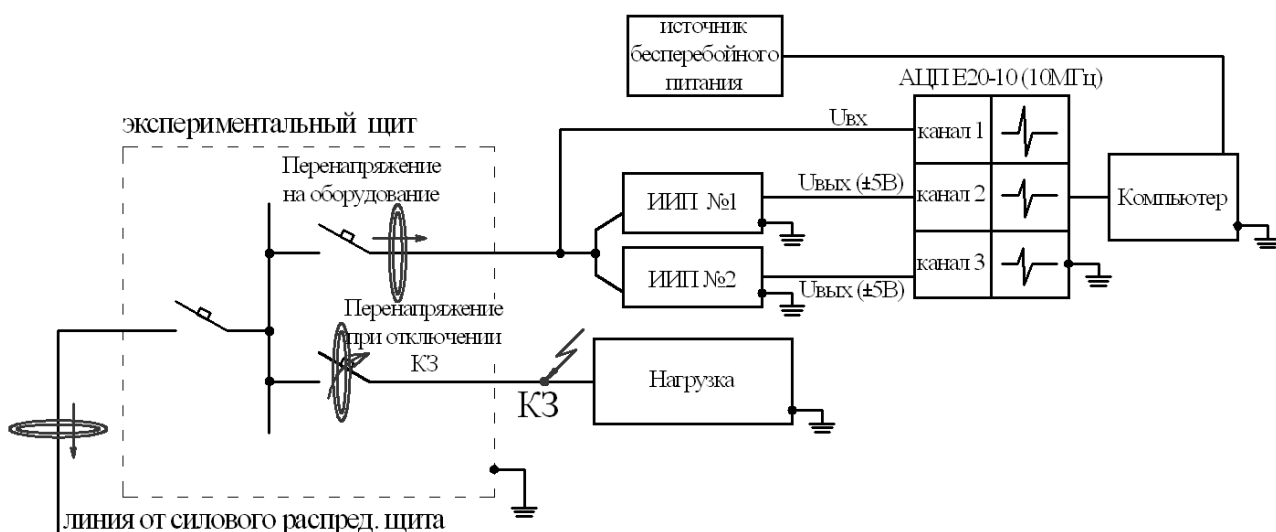 источник
бесперебойного
питания
АЦП Е20-10 (10МГц)
экспериментальный щит
Uвх
канал 1
Перенапряжение
на оборудование
ИИП №1
Uвых (±5В)
канал 2
Компьютер
ИИП №2
канал 3
Uвых (±5В)
Перенапряжение
при отключении
КЗ
КЗ
Нагрузка
линия от силового распред. щита